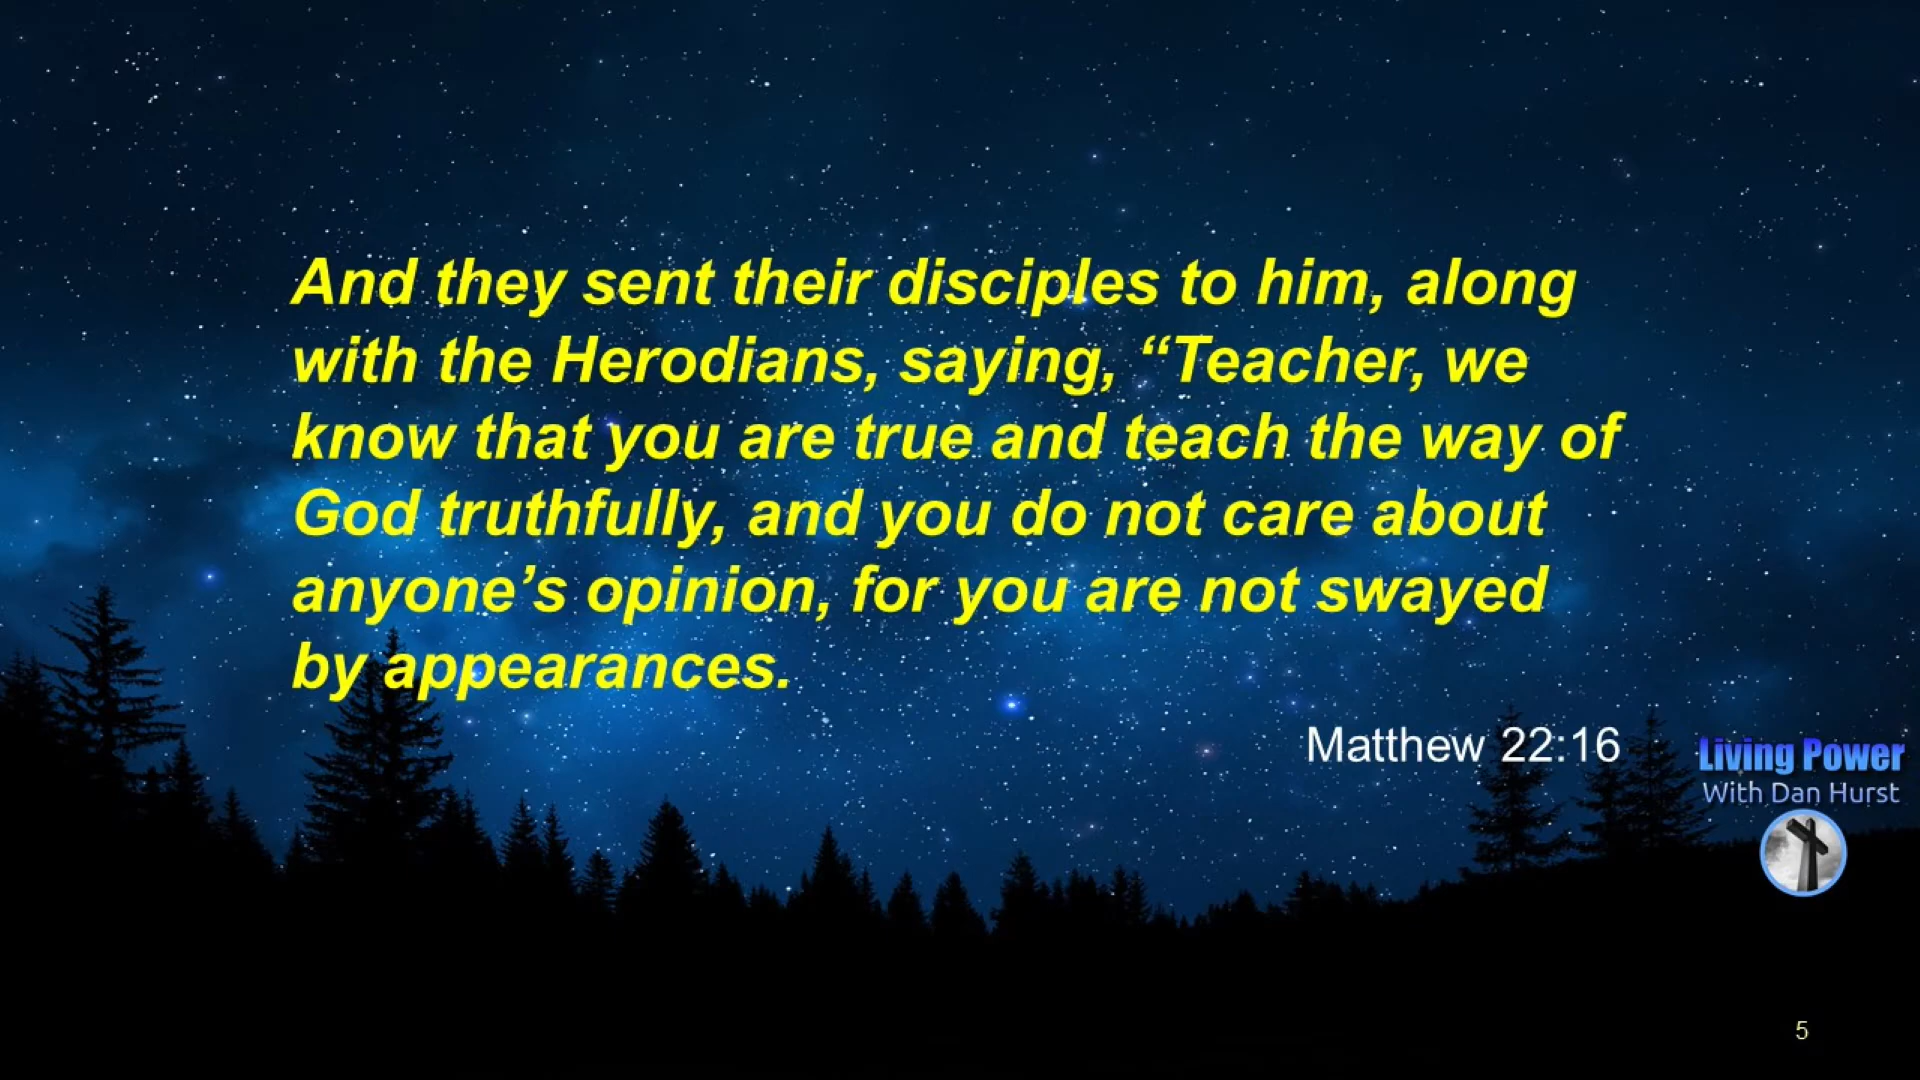 And they sent their disciples to him, along
with the Herodians, saying, “Teacher, we
know that you are true and teach the way of
God truthfully, and you do not care about
anyone’s opinion, for you are not swayed
by appearances.
Matthew 22:16
Living Power
With Dan Hurst
5